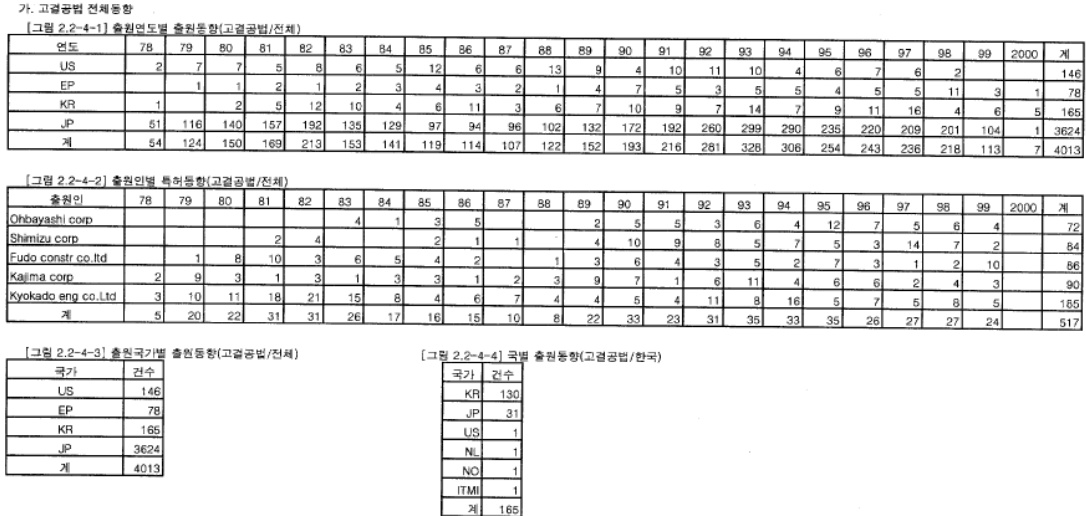 가. 고결공법 전체동향
[그림 2.2-4-1] 출원연도별 출원동향(고결공법/전체)
연도 78 79 80 81 82 83 84 85 86 87 88 89 90 91 92 93 94 95 96 97 98 99 2000 계
US 2 7 7 5 8 6 5 12 6 6 13 9 4 10 11 10 4 6 7 6 2 146
EP 1 1 2 1 2 3 4 3 2 1 4 7 5 3 5 5 4 5 5 11 3 1 78
KR 1 2 5 12 10 4 6 11 3 6 7 10 9 7 14 7 9 11 16 4 6 5 165
JP 51 116 140 157 192 135 129 97 94 96 102 132 172 192 260 299 290 235 220 209 201 104 1 3624
계 54 124 150 169 213 153 141 119 114 107 122 152 193 216 281 328 306 254 243 236 218 113 7 4013
[그림 2.2-4-2] 출원인별 특허동향(고결공법/전체)
출원인 78 79 80 81 82 83 84 85 86 87 88 89 90 91 92 93 94 95 96 97 98 99 2000 계
Ohbayashi corp 4 1 3 5 2 5 5 3 6 4 12 7 5 6 4 72
Shimizu corp 2 4 2 1 1 4 10 9 8 5 7 5 3 14 7 2 84
Fudo constr co.ltd 1 8 10 3 6 5 4 2 1 3 6 4 3 5 2 7 3 1 2 10 86
Kajima corp 2 9 3 1 3 1 3 3 1 2 3 9 7 1 6 11 4 6 6 2 4 3 90
Kyokado eng co.Ltd 3 10 11 18 21 15 8 4 6 7 4 4 5 4 11 8 16 5 7 5 8 5 185
계 5 20 22 31 31 26 17 16 15 10 8 22 33 23 31 35 33 35 26 27 27 24 517
[그림 2.2-4-3] 출원국가별 출원동향(고결공법/전체)
국가 건수
US 146
EP 78
KR 165
JP 3624
계 4013
[그림 2.2-4-4] 국별 출원동향(고결공법/한국)
국가 건수
KR 130
JP 31
US 1
NL 1
NO 1
ITMI 1
계 165